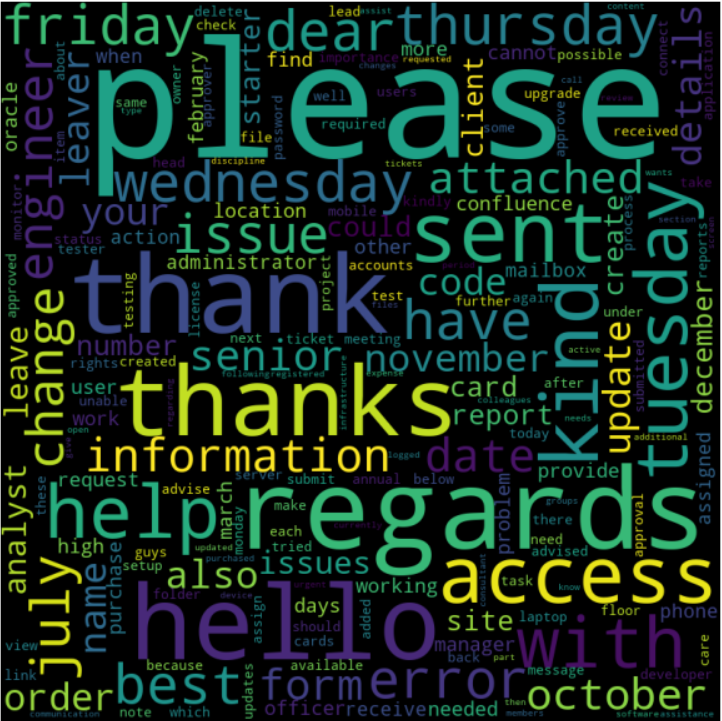 friday
deleter
check
lead
assist
content
dear
thursday
more
find
importance
changes
requested
cannot
possible
connect
details
application
about
when
owner
approver
starter
same
type
please
oracle
item
leaver
february
file
password
well
required
users
client
call
upgrade
some
approve
review
received
monitor
engineer
head
discipline
tickets
wants
take
wednesday
attached
your
location
mobile
kindly
confluence
process
section
screen
status
tester
action
issue
could
sent
create
tuesday
reports
administrator
other
project
accounts
code
mailbox
approved
testing
thank
test
further
again
under
december
number
license
files
period
have
kind
active
submitted
change
leave
rights
created
next
ticket
meeting
following
registered
senior
november
update
user
unable
work
thanks
infrastructure
expense
card
report
after
colleagues
needs
today
additional
regarding
open
give
information
date
logged
analyst
these
request
advise
server
submit
annual
below
provide
assigned
help
march
monday
make
regards
problem
groups
there
need
approval
high
setup
guys
each
tried
advised
currently
july
name
purchase
updated
purchased
issues
also
working
access
consultant
task
know
folder
urgent
device
assign
hello
days
should
added
cards
site
floor
laptop
phone
with
manager
view
link
because
available
back
part
message
developer
care
best
form
error
order
updates
officer
receive
needed
then
members
october
communication
note
which
software
assistance